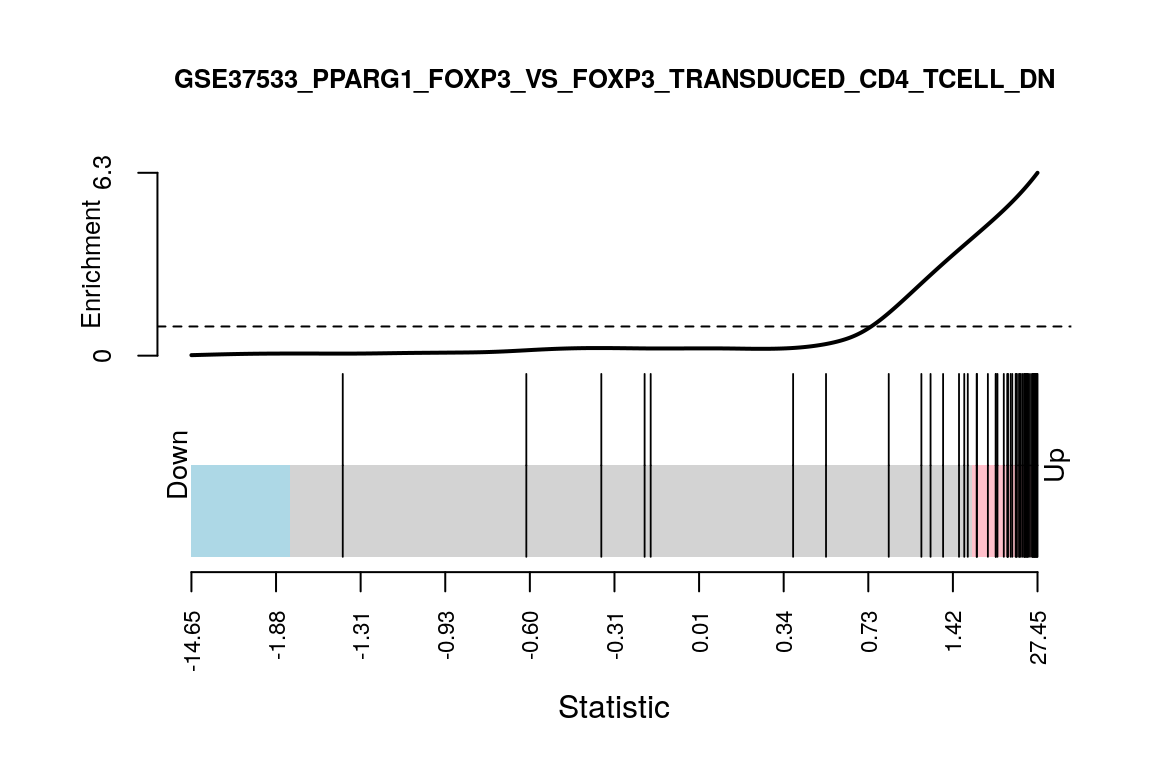 GSE37533_PPARG1_FOXP3_VS_FOXP3_TRANSDUCED_CD4_TCELL_DN
6.3
Enrichment
0
Down
Up
-14.65 -1.88 -1.31 -0.93 -0.60 -0.31 0.01 0.34 0.73 1.42 27.45
Statistic